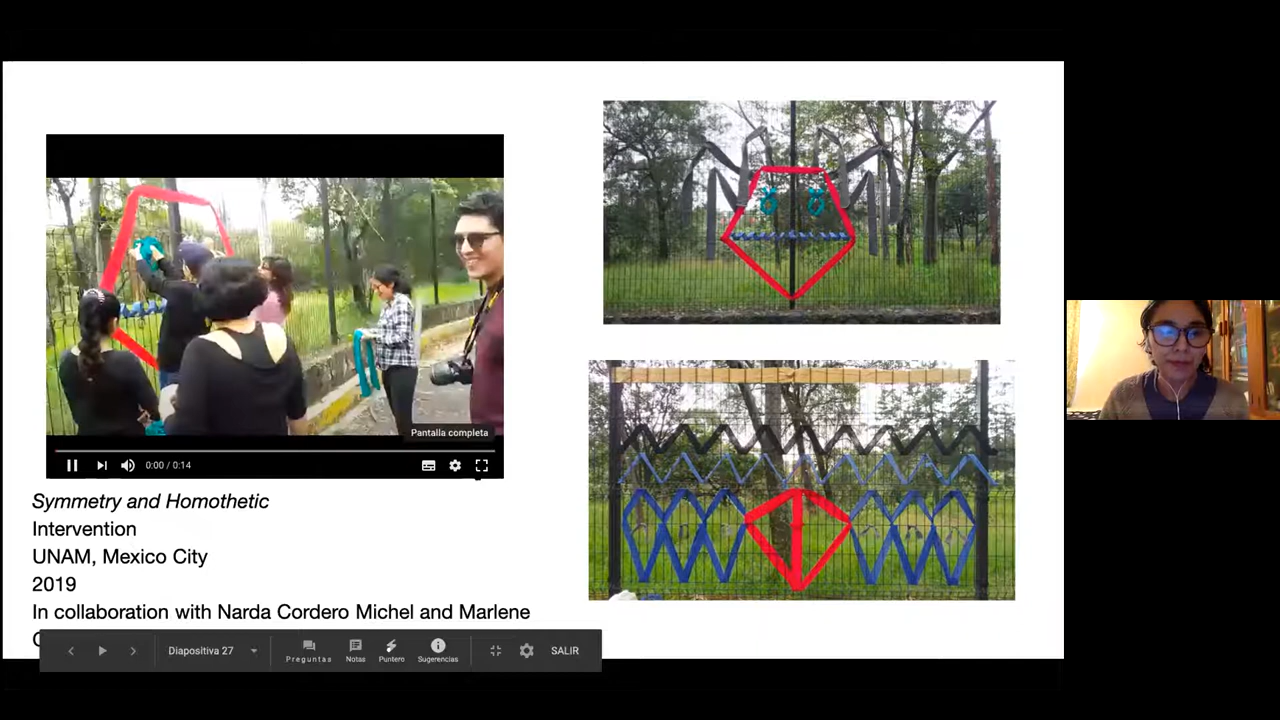 Pantalla completa
0:00 / 0:14
Symmetry and Homothetic
Intervention
UNAM, Mexico City
2019
In collaboration with Narda Cordero Michel and Marlene
Diapositiva 27
Preguntas
Notas
Puntero
Sugerencias
SALIR